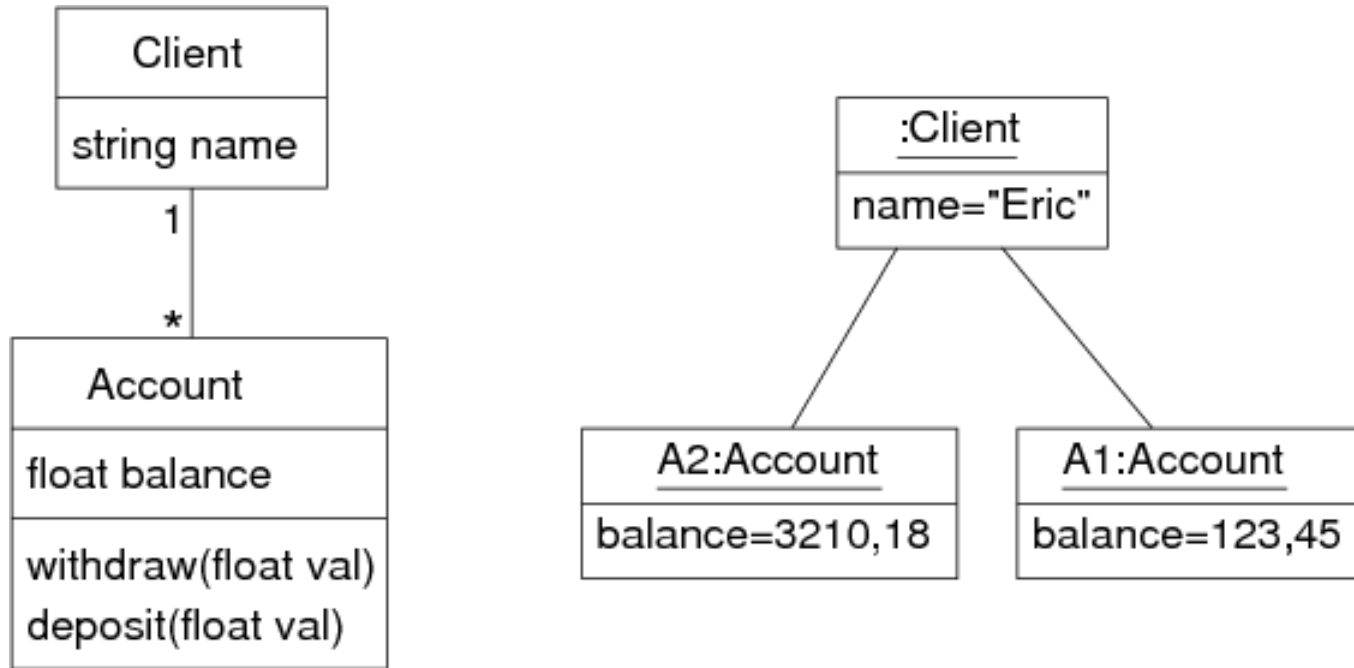 Client
string name
1
*
Account
float balance
withdraw(float val)
deposit(float val)
:Client
name="Eric"
A2:Account
balance=3210,18
A1:Account
balance=123,45